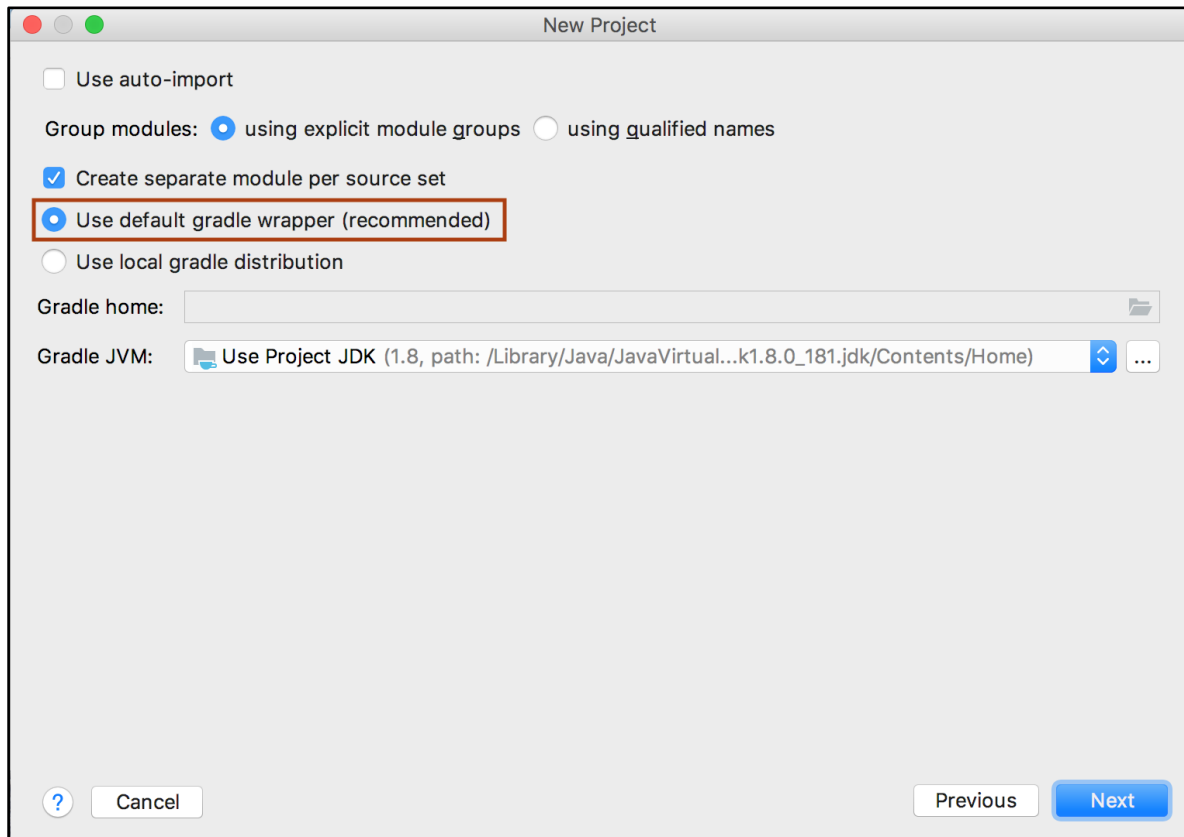 New Project
Use auto-import
Group modules: using explicit module groups using qualified names
Create separate module per source set
Use default gradle wrapper (recommended)
Use local gradle distribution
Gradle home:
Gradle JVM: Use Project JDK (1.8, path: /Library/Java/JavaVirtual...k1.8.0_181.jdk/Contents/Home) ...
? Cancel Previous Next